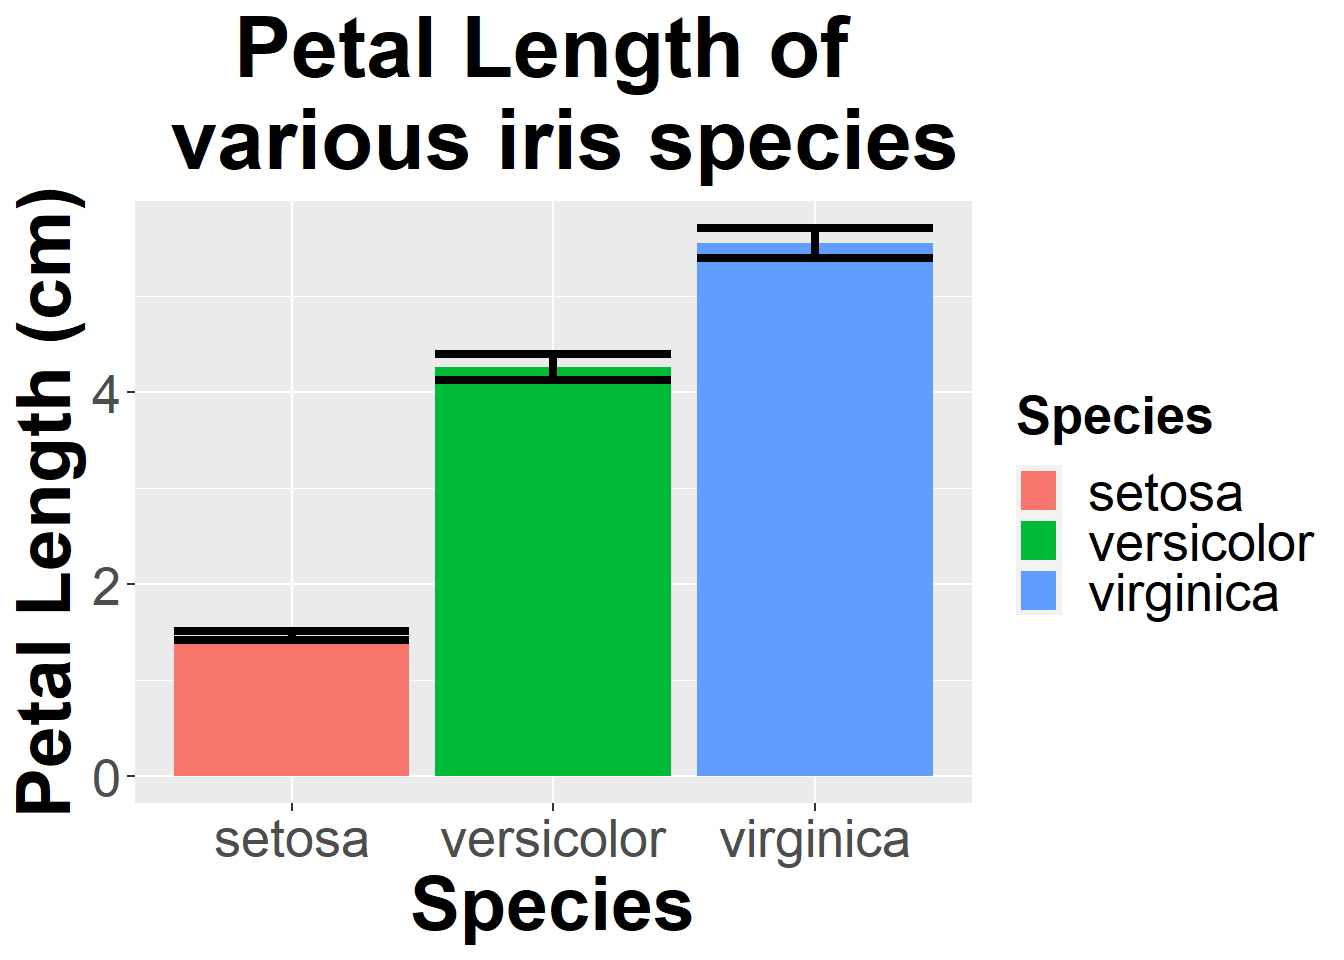 Petal Length of
various iris species
Petal Length (cm)
4
2
0
setosa
versicolor
virginica
Species
Species
setosa
versicolor
virginica